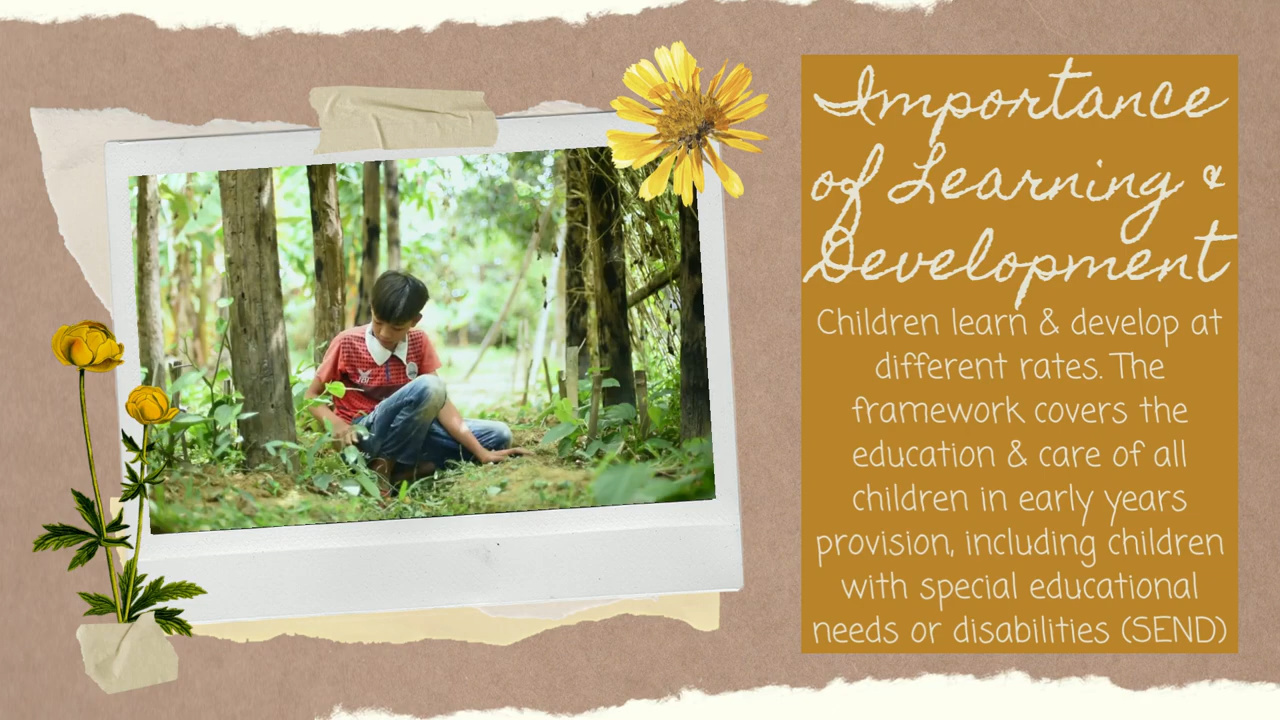 Importance
of Learning &
Development
Children learn & develop at
different rates. The
framework covers the
education & care of all
children in early years
provision, including children
with special educational
needs or disabilities (SEND)